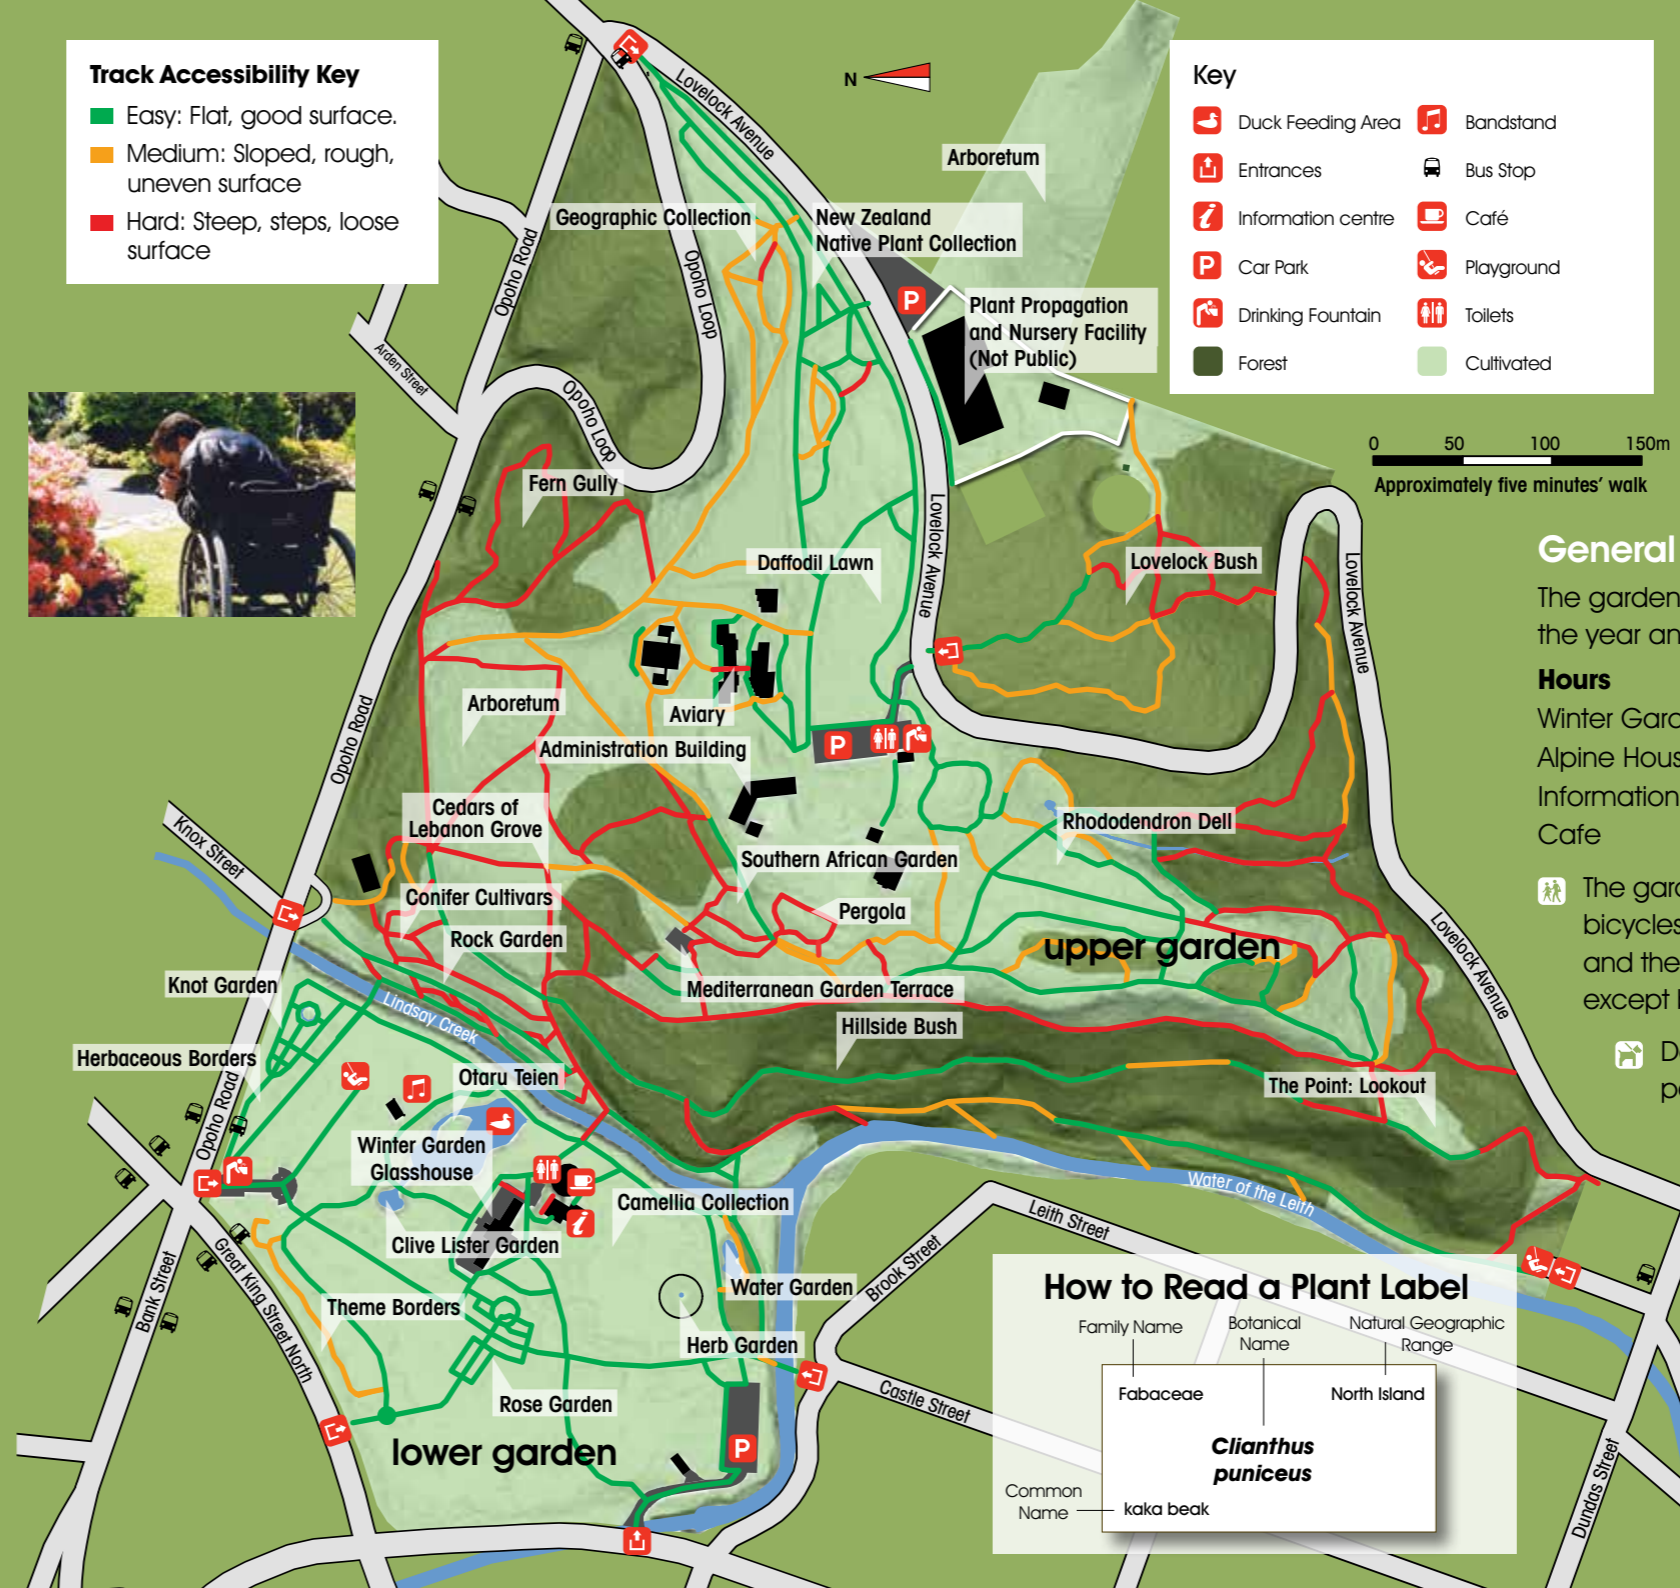 Track Accessibility Key
Easy: Flat, good surface.
Medium: Sloped, rough,
uneven surface
Hard: Steep, steps, loose
surface
N
Key
Duck Feeding Area
Bandstand
Entrances
Bus Stop
Information centre
Café
P
Car Park
Playground
Drinking Fountain
Toilets
Forest
Cultivated
0 50 100 150m
Approximately five minutes' walk
General
The garden
the year an
Hours
Winter Gard
Alpine Hous
Information
Cafe
The gard
bicycles
and the
except
Lovelock Avenue
Arboretum
Geographic Collection
New Zealand
Native Plant Collection
Opoho Road
Opoho Loop
P
Plant Propagation
and Nursery Facility
(Not Public)
Arden Street
Opoho Loop
Fern Gully
Daffodil Lawn
Lovelock Avenue
Lovelock Bush
Lovelock Avenue
Arboretum
Aviary
Opoho Road
Administration Building
P
Cedars of
Lebanon Grove
Rhododendron Dell
Knox Street
Southern African Garden
Conifer Cultivars
Pergola
Rock Garden
upper garden
Lovelock Avenue
Knot Garden
Mediterranean Garden Terrace
Lindsay Creek
Hillside Bush
Herbaceous Borders
Otaru Teien
The Point: Lookout
Opoho Road
Winter Garden
Glasshouse
Camellia Collection
Water of the Leith
Leith Street
Clive Lister Garden
Bank Street
Great King Street North
Water Garden
Brook Street
Theme Borders
Herb Garden
Rose Garden
Castle Street
lower garden
P
Dundas Street
How to Read a Plant Label
Family Name
Botanical
Name
Natural Geographic
Range
Fabaceae
North Island
Clianthus
puniceus
Common
Name
kaka beak